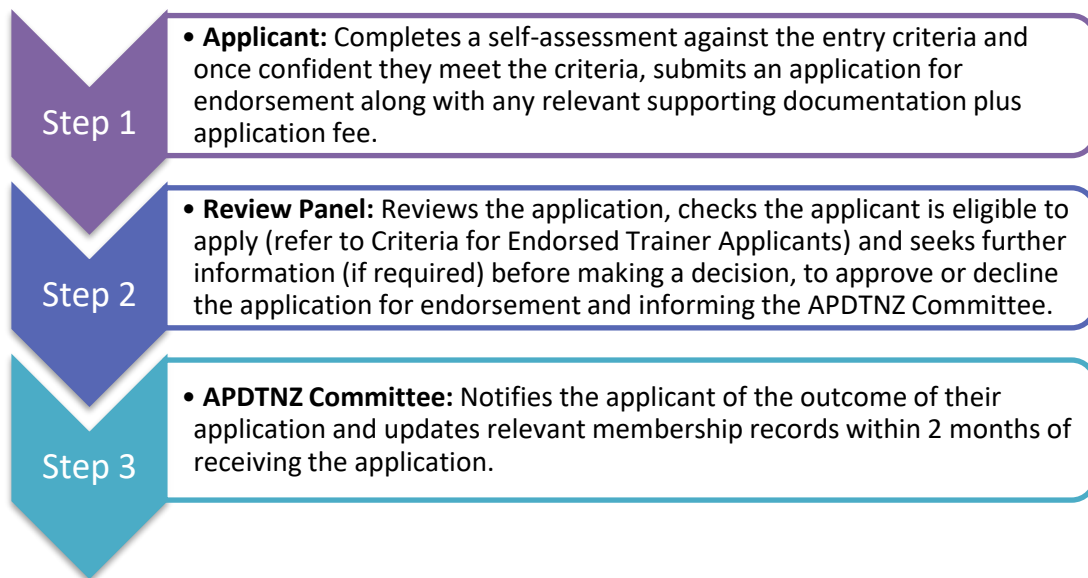 Step 1
• Applicant: Completes a self-assessment against the entry criteria and
once confident they meet the criteria, submits an application for
endorsement along with any relevant supporting documentation plus
application fee.
Step 2
• Review Panel: Reviews the application, checks the applicant is eligible to
apply (refer to Criteria for Endorsed Trainer Applicants) and seeks further
information (if required) before making a decision, to approve or decline
the application for endorsement and informing the APDTNZ Committee.
Step 3
• APDTNZ Committee: Notifies the applicant of the outcome of their
application and updates relevant membership records within 2 months of
receiving the application.